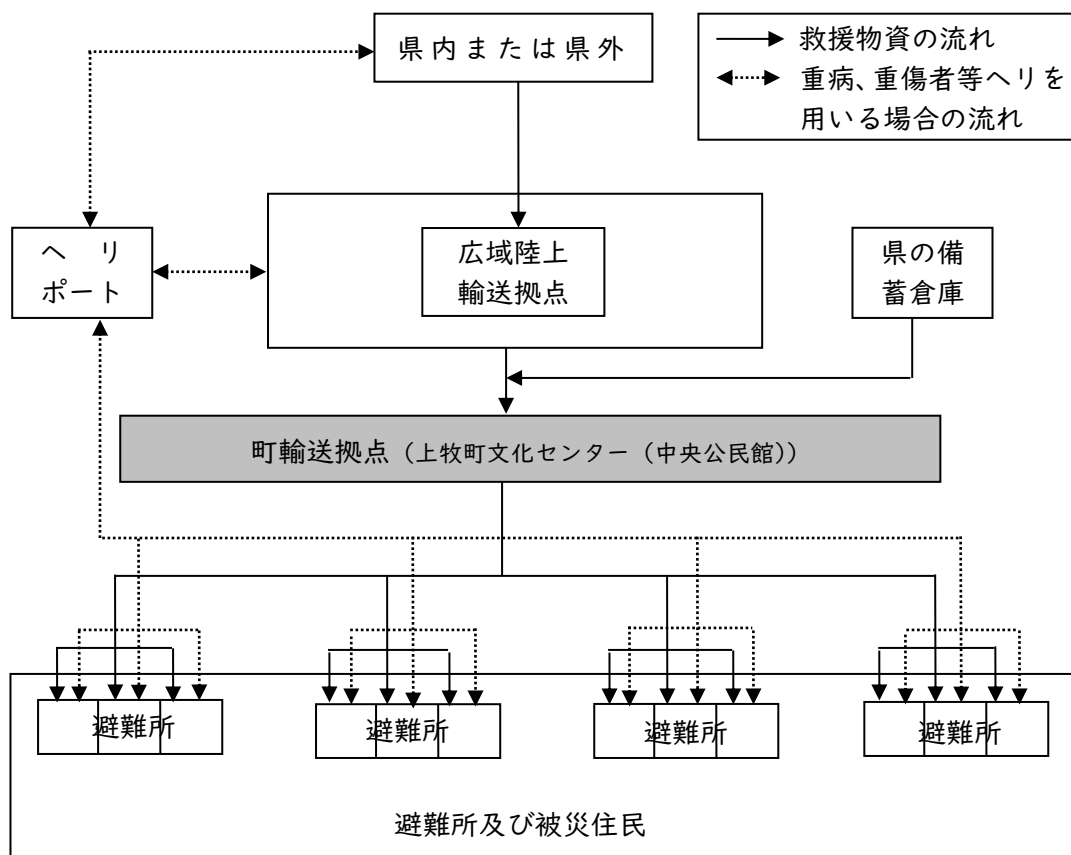 県内または県外
救援物資の流れ
重病、重傷者等ヘリを
用いる場合の流れ
ヘリ
ポート
広域陸上
輸送拠点
県の備
蓄倉庫
町輸送拠点（上牧町文化センター（中央公民館））
避難所
避難所
避難所
避難所
避難所及び被災住民